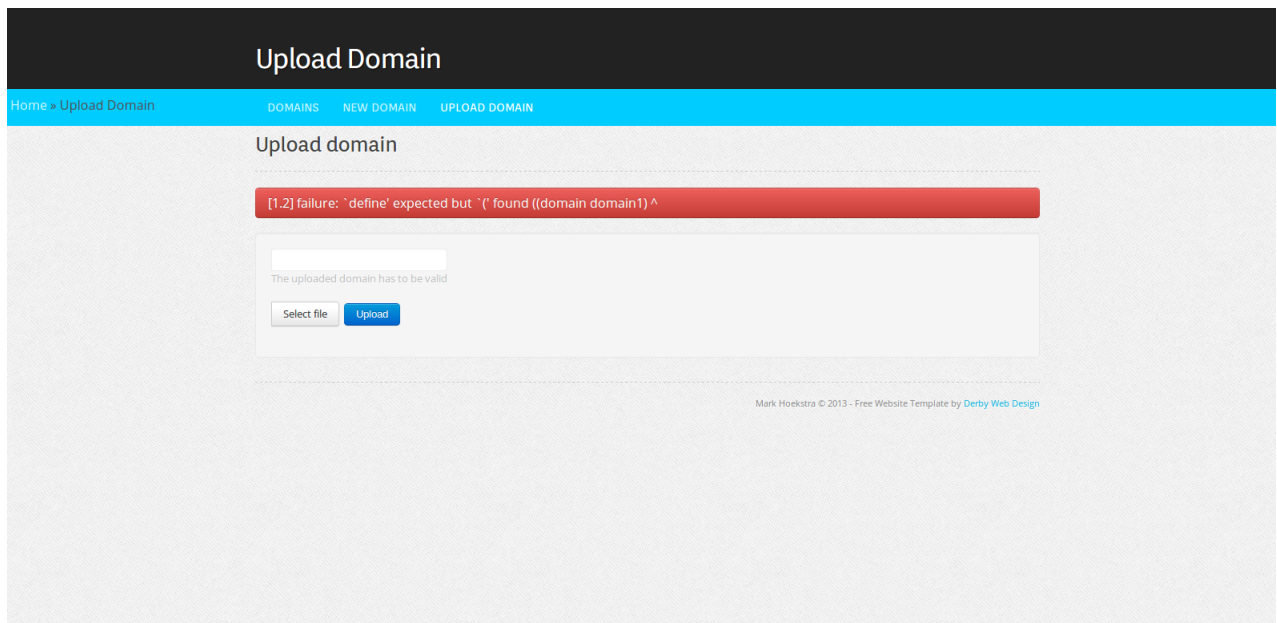 Upload Domain
Home » Upload Domain
DOMAINS NEW DOMAIN UPLOAD DOMAIN
Upload domain
[1.2] failure: `define' expected but `(' found ((domain domain1) ^
The uploaded domain has to be valid
Select file Upload
Mark Hoekstra © 2013 - Free Website Template by Derby Web Design